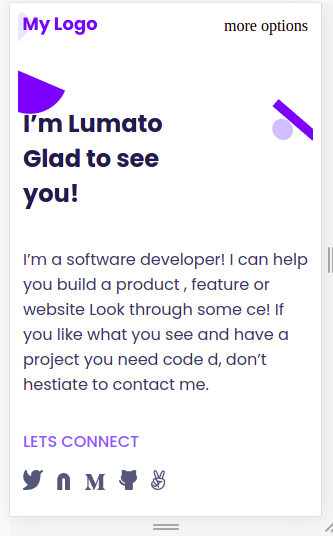 My Logo
more options
I’m Lumato
Glad to see
you!
I’m a software developer! I can help
you build a product , feature or
website Look through some ce! If
you like what you see and have a
project you need code d, don’t
hestiate to contact me.
LETS CONNECT